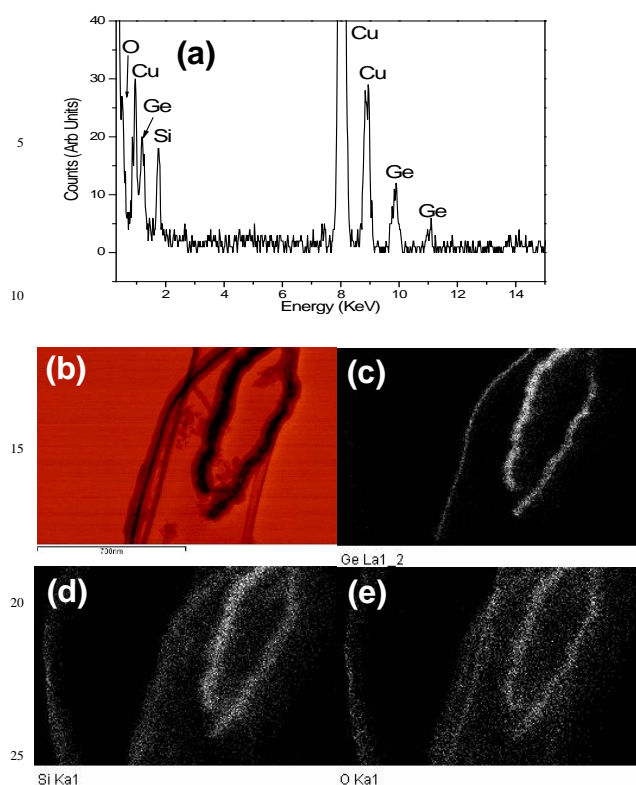 (a)
40
30
20
10
0
Counts (Arb Units)
O
Cu
Ge
Si
Cu
Cu
Ge
Ge
2 4 6 8 10 12 14
Energy (KeV)
5
10
(b)
(c)
15
700nm
Ge La1_2
(d)
(e)
20
25
Si Ka1
O Ka1